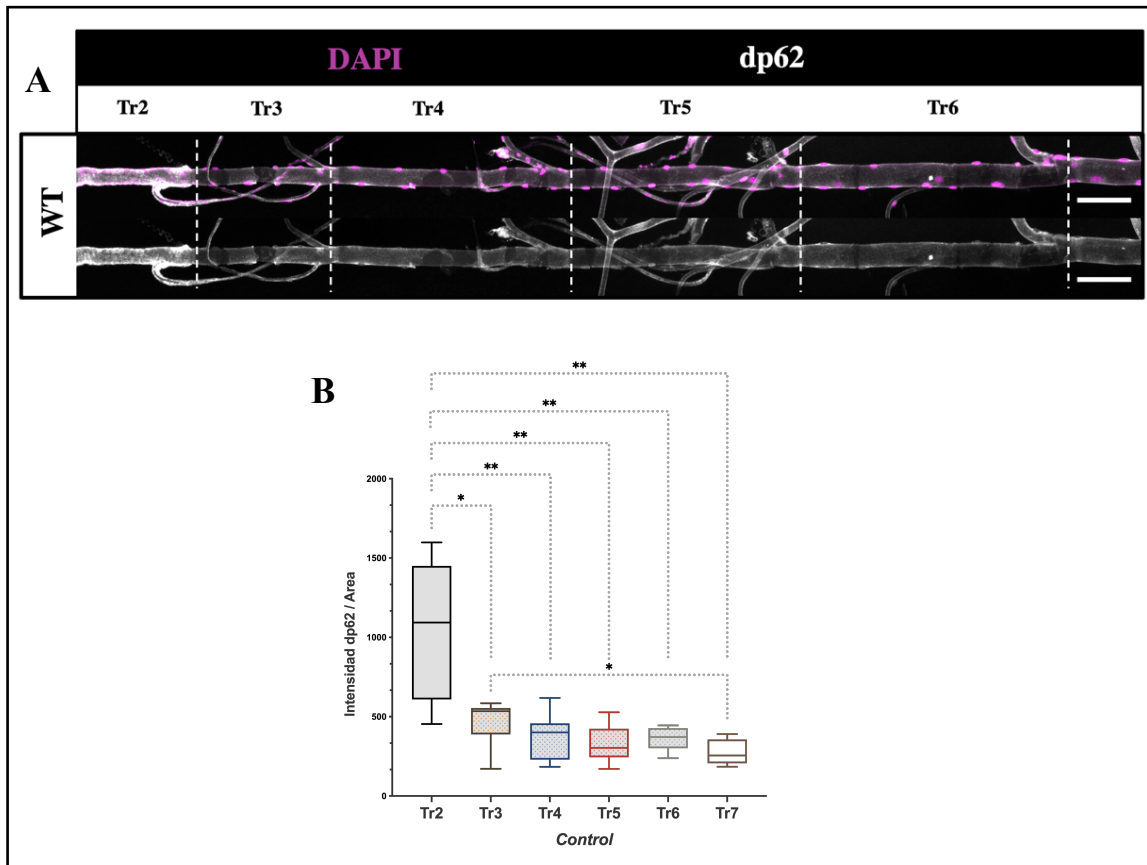 A
DAPI dp62
Tr2 Tr3 Tr4 Tr5 Tr6
WT
B
**
**
**
**
*
*
2000
1500
1000
500
0
Intensidad dp62 / Area
Tr2 Tr3 Tr4 Tr5 Tr6 Tr7
Control